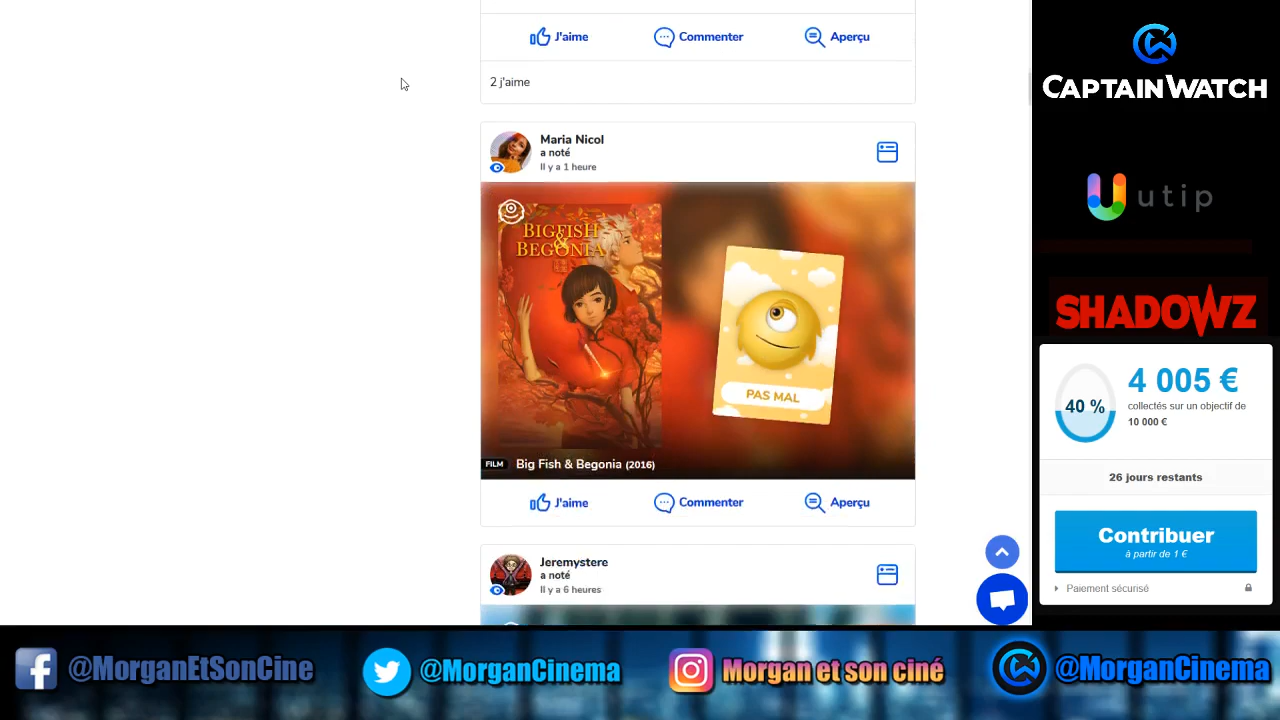 J'aime
Commenter
Aperçu
2 j'aime
Maria Nicol
a noté
Il y a 1 heure
BIGFISH
&
BEGONIA
PAS MAL
FILM
Big Fish & Begonia (2016)
J'aime
Commenter
Aperçu
Jeremystere
a noté
Il y a 6 heures
CAPTAINWATCH
utip
SHADOWZ
40 %
4 005 €
collectés sur un objectif de
10 000 €
26 jours restants
Contribuer
à partir de 1 €
Paiement sécurisé
@MorganEtSonCine
@MorganCinema
Morgan et son ciné
@MorganCinema